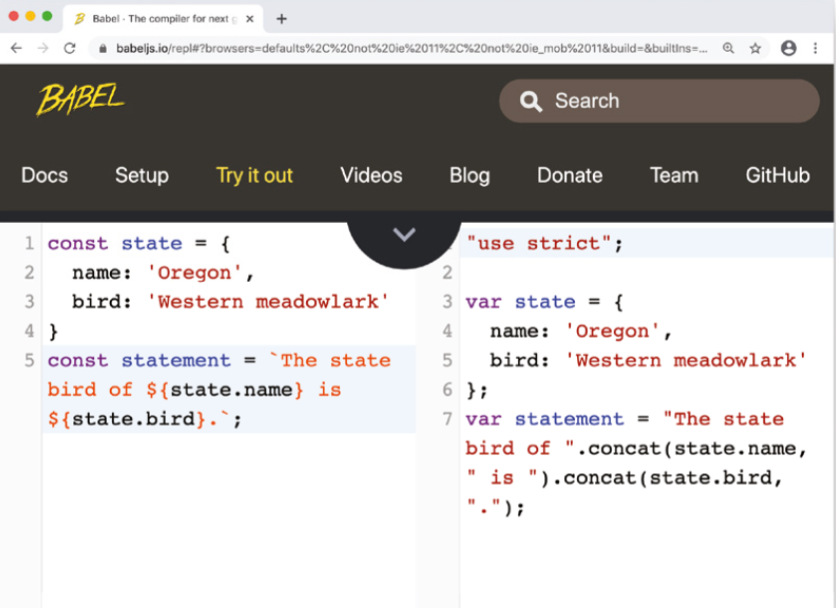 Babel · The compiler for next g
babeljs.io/repl#?browsers=defaults%2C%20not%20ie%2011%2C%20not%20ie_mob%2011&build=&builtIns=...
BABEL
Search
Docs Setup Try it out Videos Blog Donate Team GitHub
1 const state = {
2 name: 'Oregon',
3 bird: 'Western meadowlark'
4 }
5 const statement = `The state
bird of ${state.name} is
${state.bird}.`;
"use strict";
2
3 var state = {
4 name: 'Oregon',
5 bird: 'Western meadowlark'
6 };
7 var statement = "The state
bird of ".concat(state.name,
" is ").concat(state.bird,
".");